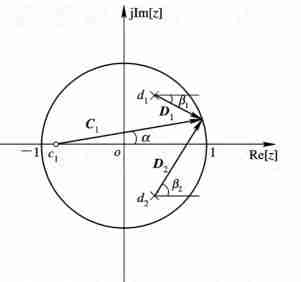 jIm[z]
d₁ β₁
D₁
C₁
α
−1 c₁ o 1 Re[z]
D₂
β₂
d₂